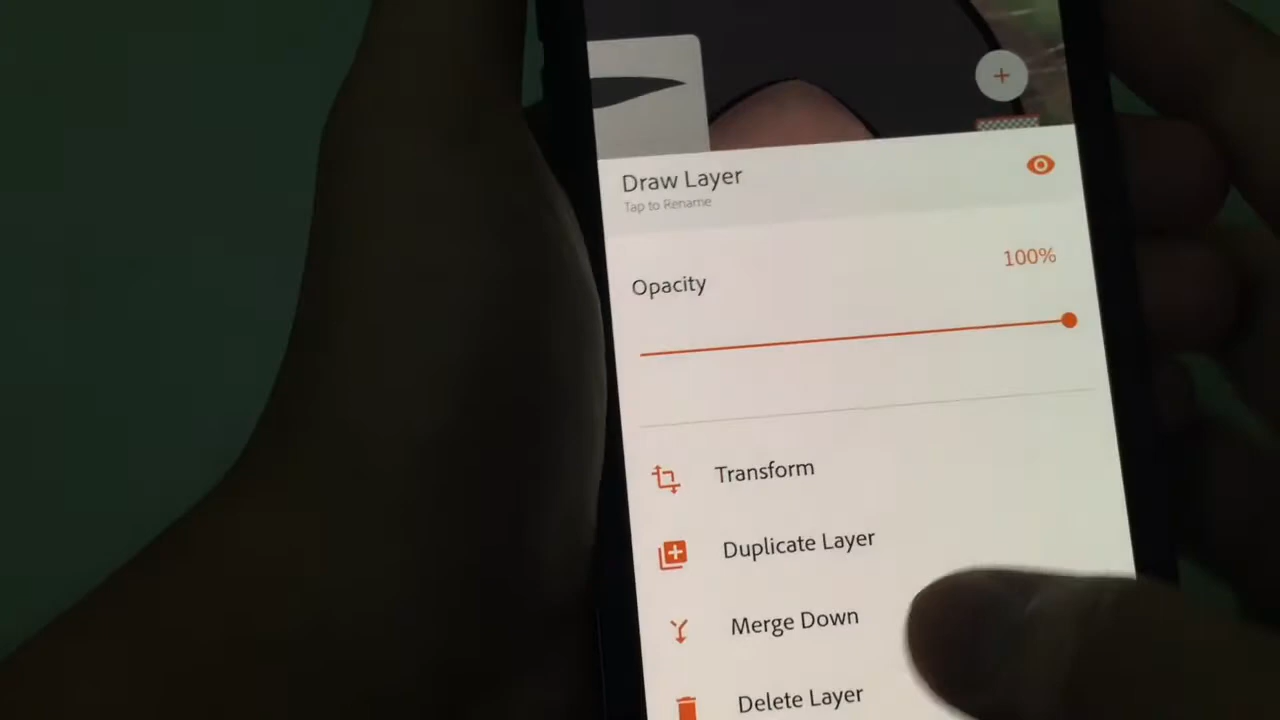 Draw Layer
Tap to Rename
100%
Opacity
Transform
Duplicate Layer
Merge Down
Delete Layer